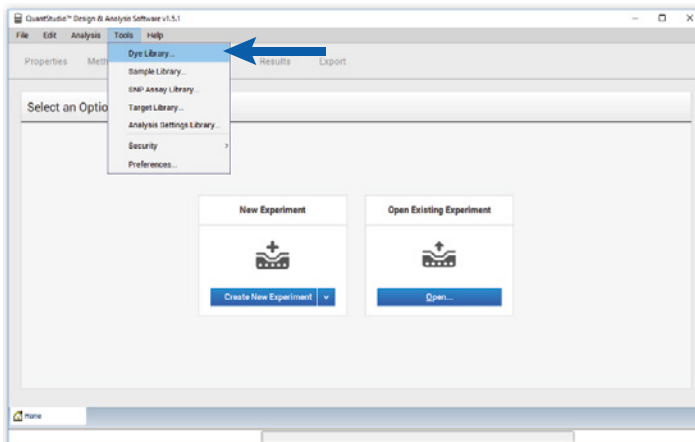 QuantStudio™ Design & Analysis Software v1.5.1
File Edit Analysis Tools Help
Properties Meth Results Export
Dye Library...
Sample Library...
SNP Assay Library...
Target Library...
Analysis Settings Library...
Security
Preferences...
Select an Optio
New Experiment Open Existing Experiment
Create New Experiment Open...
Home